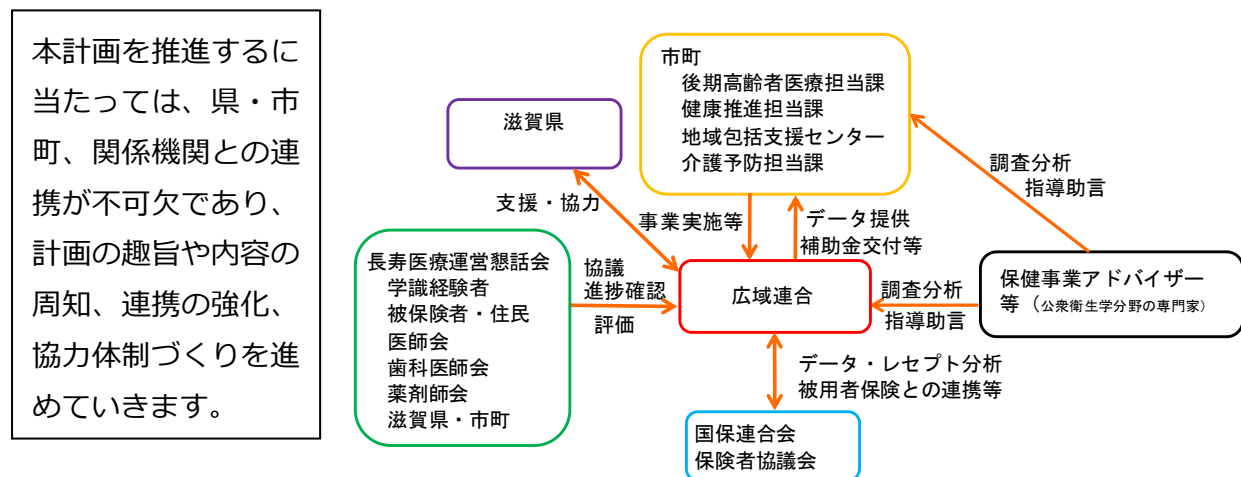 本計画を推進するに
当たっては、県・市
町、関係機関との連
携が不可欠であり、
計画の趣旨や内容の
周知、連携の強化、
協力体制づくりを進
めていきます。
滋賀県
市町
後期高齢者医療担当課
健康推進担当課
地域包括支援センター
介護予防担当課
調査分析
指導助言
支援・協力
事業実施等
データ提供
補助金交付等
長寿医療運営懇話会
学識経験者
被保険者・住民
医師会
歯科医師会
薬剤師会
滋賀県・市町
協議
進捗確認
評価
広域連合
調査分析
指導助言
保健事業アドバイザー
等（公衆衛生学分野の専門家）
データ・レセプト分析
被用者保険との連携等
国保連合会
保険者協議会